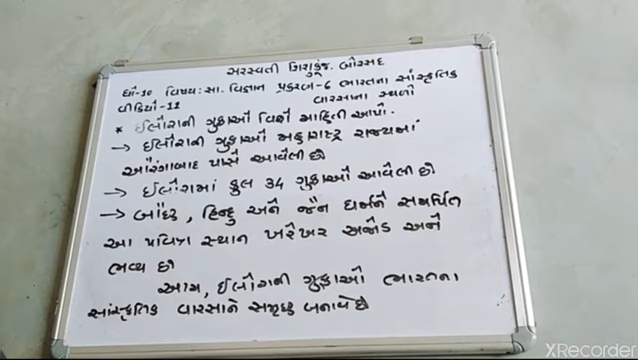 સરસ્વતી શિશુકુંજ. બોરસદ
ધો-10 વિષય: સા. વિજ્ઞાન પ્રકરણ-6 ભારતના સાંસ્કૃતિક
વીડિયો-11 વારસાના સ્થળો
* ઈલોરાની ગુફાઓ વિશે માહિતી આપો.
→ ઈલોરાની ગુફાઓ મહારાષ્ટ્ર રાજ્યમાં
ઔરંગાબાદ પાસે આવેલી છે
→ ઈલોરામાં કુલ 34 ગુફાઓ આવેલી છે
→ બૌદ્ધ, હિન્દુ અને જૈન ધર્મને સમર્પિત
આ પવિત્ર સ્થાન ખરેખર અજોડ અને
ભવ્ય છે
આમ, ઈલોરાની ગુફાઓ ભારતના
સાંસ્કૃતિક વારસાને સમૃદ્ધ બનાવે છે
XRecorder